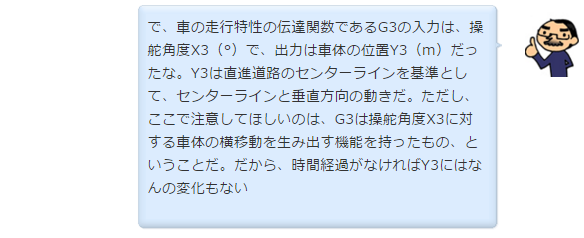 で、車の走行特性の伝達関数であるG3の入力は、操
舵角度X3（°）で、出力は車体の位置Y3（m）だっ
たな。Y3は直進道路のセンターラインを基準とし
て、センターラインと垂直方向の動きだ。ただし、
ここで注意してほしいのは、G3は操舵角度X3に対
する車体の横移動を生み出す機能を持ったもの、と
いうことだ。だから、時間経過がなければY3にはな
んの変化もない